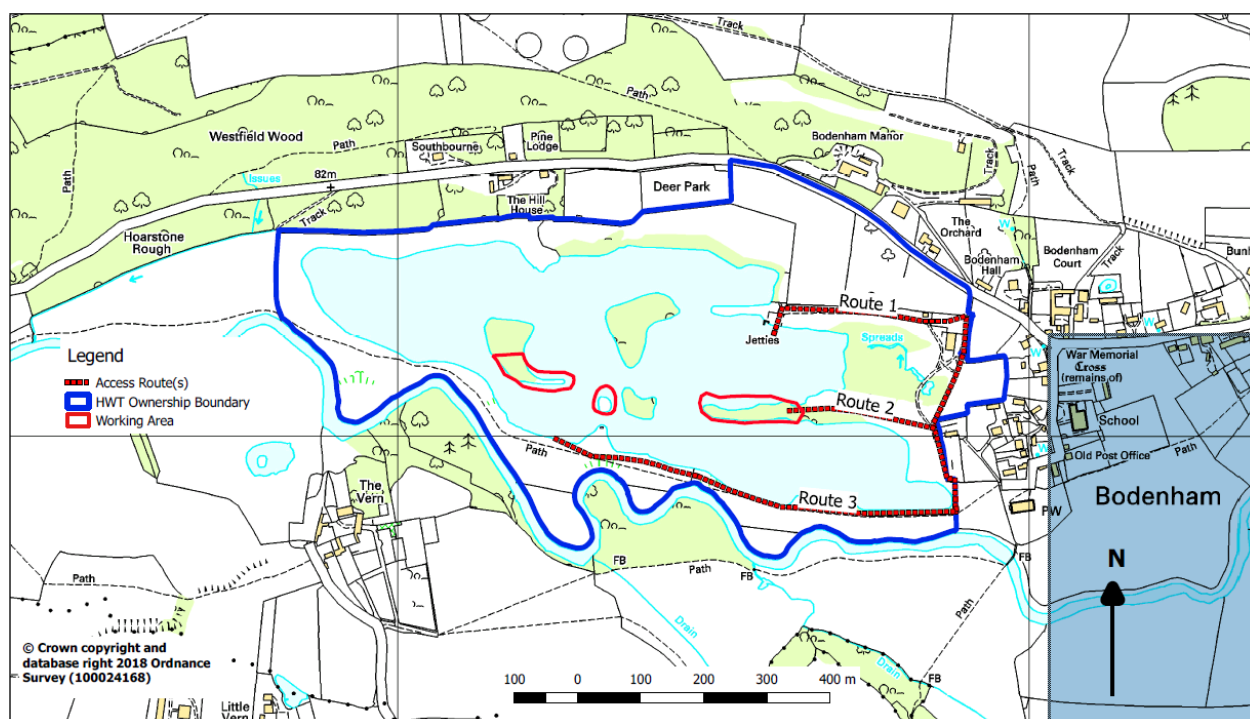 Track
Path
Westfield Wood
Path
Southbourne
Pine
Lodge
Bodenham Manor
Track
Path
Track
Path
Issues
82m
Track
The Hill
House
Deer Park
Hoarstone
Rough
The
Orchard
Bodenham
Hall
W
Bodenham
Court
Track
Route 1
Jetties
Spreads
W
W
War Memorial
Cross
(remains of)
School
Old Post Office
Path
W
Bodenham
Legend
Access Route(s)
HWT Ownership Boundary
Working Area
Route 2
Path
Route 3
PW
The
Vern
FB
FB
Path
FB
N
Path
Path
Drain
Drain
FB
© Crown copyright and
database right 2018 Ordnance
Survey (100024168)
Little
Vern
100 0 100 200 300 400 m